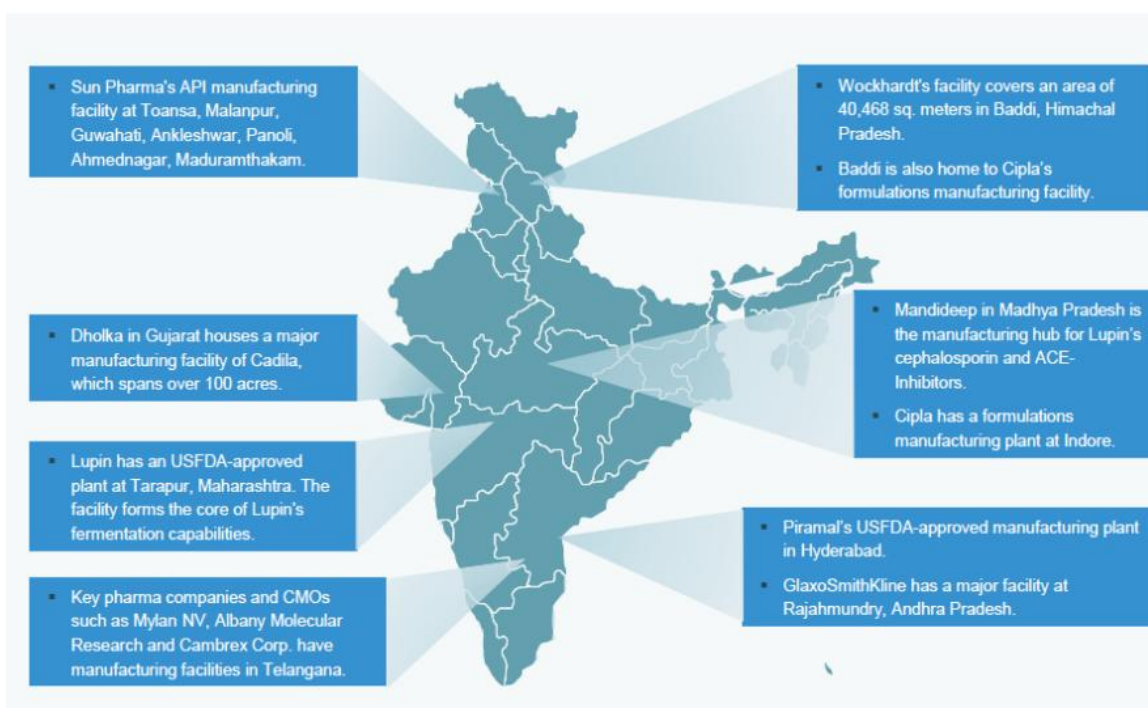 ▪ Sun Pharma's API manufacturing
facility at Toansa, Malanpur,
Guwahati, Ankleshwar, Panoli,
Ahmednagar, Maduramthakam.
▪ Wockhardt's facility covers an area of
40,468 sq. meters in Baddi, Himachal
Pradesh.
▪ Baddi is also home to Cipla's
formulations manufacturing facility.
▪ Dholka in Gujarat houses a major
manufacturing facility of Cadila,
which spans over 100 acres.
▪ Mandideep in Madhya Pradesh is
the manufacturing hub for Lupin's
cephalosporin and ACE-
Inhibitors.
▪ Cipla has a formulations
manufacturing plant at Indore.
▪ Lupin has an USFDA-approved
plant at Tarapur, Maharashtra. The
facility forms the core of Lupin's
fermentation capabilities.
▪ Piramal's USFDA-approved manufacturing plant
in Hyderabad.
▪ GlaxoSmithKline has a major facility at
Rajahmundry, Andhra Pradesh.
▪ Key pharma companies and CMOs
such as Mylan NV, Albany Molecular
Research and Cambrex Corp. have
manufacturing facilities in Telangana.